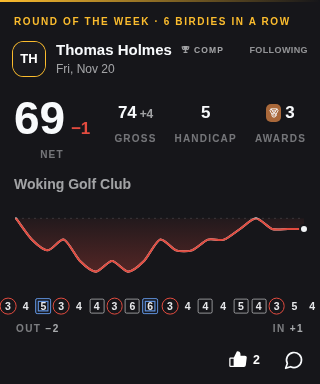 ROUND OF THE WEEK · 6 BIRDIES IN A ROW
TH Thomas Holmes COMP FOLLOWING
Fri, Nov 20
69 −1 74 +4 5 3
NET GROSS HANDICAP AWARDS
Woking Golf Club
3 4 5 3 4 4 3 6 6 3 4 4 4 5 4 3 5 4
OUT −2 IN +1
2